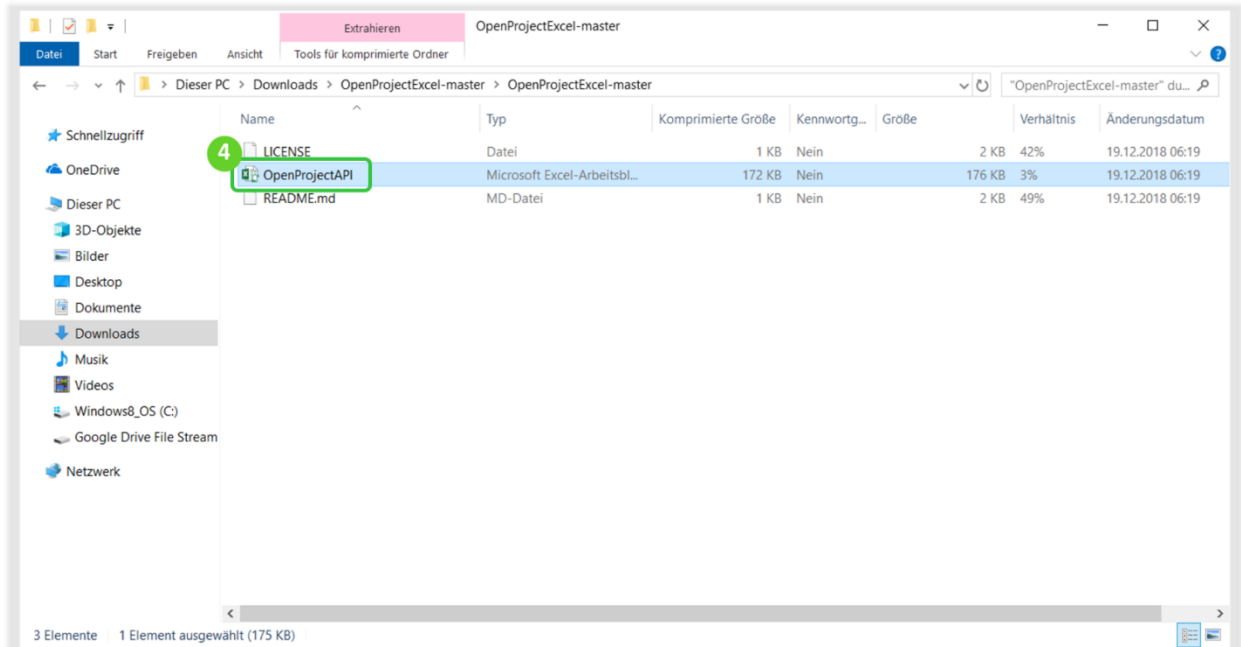 Extrahieren OpenProjectExcel-master
Datei Start Freigeben Ansicht Tools für komprimierte Ordner
Dieser PC > Downloads > OpenProjectExcel-master > OpenProjectExcel-master "OpenProjectExcel-master" du...
Name Typ Komprimierte Größe Kennwortg... Größe Verhältnis Änderungsdatum
4
LICENSE Datei 1 KB Nein 2 KB 42% 19.12.2018 06:19
OpenProjectAPI Microsoft Excel-Arbeitsbl... 172 KB Nein 176 KB 3% 19.12.2018 06:19
README.md MD-Datei 1 KB Nein 2 KB 49% 19.12.2018 06:19
Schnellzugriff
OneDrive
Dieser PC
3D-Objekte
Bilder
Desktop
Dokumente
Downloads
Musik
Videos
Windows8_OS (C:)
Google Drive File Stream
Netzwerk
3 Elemente 1 Element ausgewählt (175 KB)